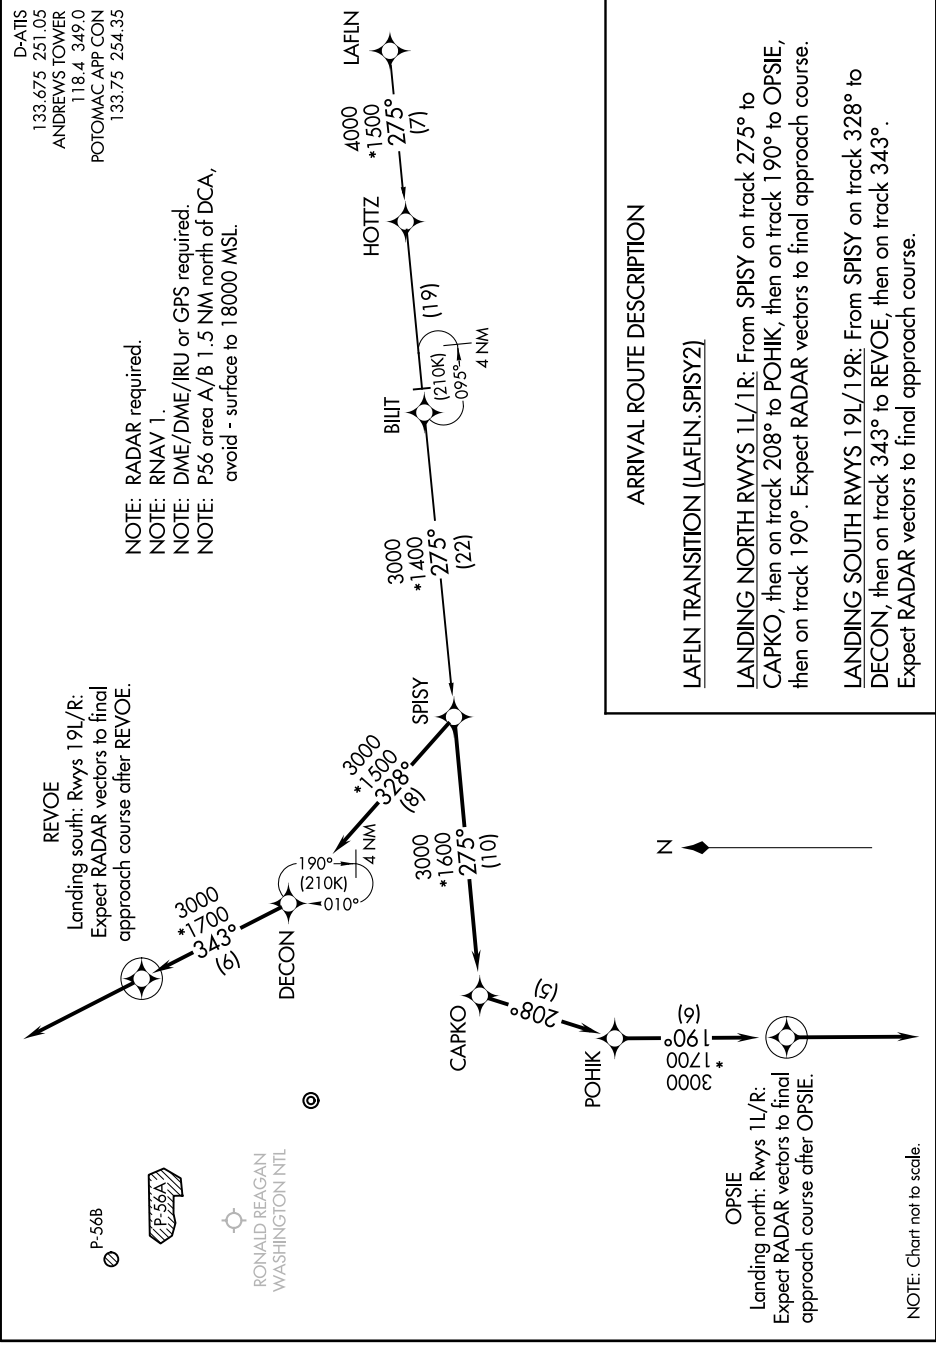 D-ATIS
133.675 251.05
ANDREWS TOWER
118.4 349.0
POTOMAC APP CON
133.75 254.35
NOTE: RADAR required.
NOTE: RNAV 1.
NOTE: DME/DME/IRU or GPS required.
NOTE: P56 area A/B 1.5 NM north of DCA,
avoid - surface to 18000 MSL.
LAFLN
4000
*1500
275°
(7)
HOTTZ
(19)
BILIT
(210K)
095°
4 NM
3000
*1400
275°
(22)
SPISY
3000
*1500
328°
(8)
3000
*1600
275°
(10)
REVOE
Landing south: Rwys 19L/R:
Expect RADAR vectors to final
approach course after REVOE.
3000
*1700
343°
(6)
DECON
190°
(210K)
010°
4 NM
CAPKO
208°
(5)
POHIK
3000
*1700
190°
(6)
OPSIE
Landing north: Rwys 1L/R:
Expect RADAR vectors to final
approach course after OPSIE.
N
P-56B
P-56A
RONALD REAGAN
WASHINGTON NTL
NOTE: Chart not to scale.
ARRIVAL ROUTE DESCRIPTION
LAFLN TRANSITION (LAFLN.SPISY2)
LANDING NORTH RWYS 1L/1R: From SPISY on track 275° to
CAPKO, then on track 208° to POHIK, then on track 190° to OPSIE,
then on track 190°. Expect RADAR vectors to final approach course.
LANDING SOUTH RWYS 19L/19R: From SPISY on track 328° to
DECON, then on track 343° to REVOE, then on track 343°.
Expect RADAR vectors to final approach course.